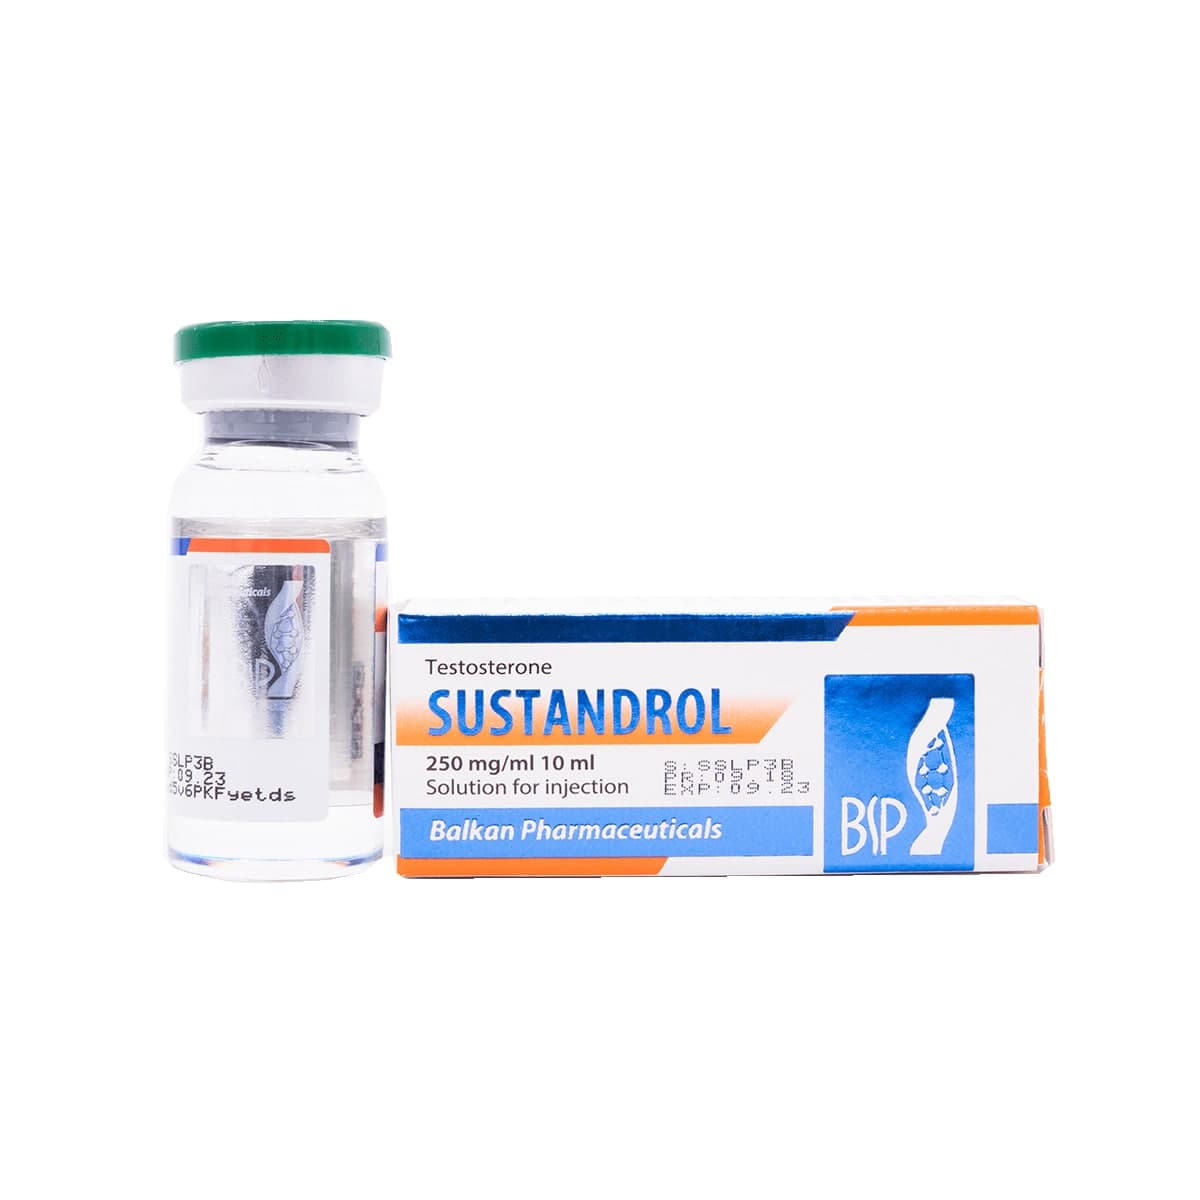 Testosterone
SUSTANDROL
250 mg/ml 10 ml
Solution for injection
S: SSLP3B
PR: 09.18
EXP: 09.23
Balkan Pharmaceuticals
BSP
SSLP3B
09.23
5v6PKFyetds